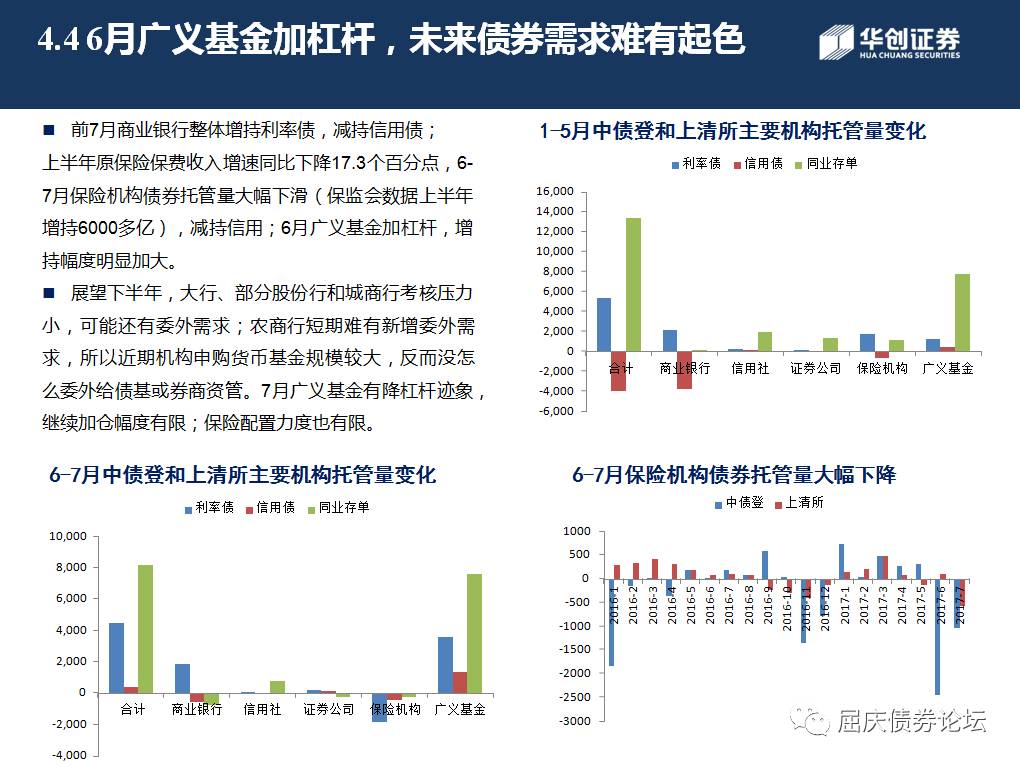 4.4 6月广义基金加杠杆，未来债券需求难有起色
华创证券
HUA CHUANG SECURITIES
■ 前7月商业银行整体增持利率债，减持信用债；
上半年原保险保费收入增速同比下降17.3个百分点，6-
7月保险机构债券托管量大幅下滑（保监会数据上半年
增持6000多亿），减持信用；6月广义基金加杠杆，增
持幅度明显加大。
■ 展望下半年，大行、部分股份行和城商行考核压力
小，可能还有委外需求；农商行短期难有新增委外需
求，所以近期机构申购货币基金规模较大，反而没怎
么委外给债基或券商资管。7月广义基金有降杠杆迹象，
继续加仓幅度有限；保险配置力度也有限。
1-5月中债登和上清所主要机构托管量变化
利率债 信用债 同业存单
16,000
14,000
12,000
10,000
8,000
6,000
4,000
2,000
0
-2,000
-4,000
-6,000
合计 商业银行 信用社 证券公司 保险机构 广义基金
6-7月中债登和上清所主要机构托管量变化
利率债 信用债 同业存单
10,000
8,000
6,000
4,000
2,000
0
-2,000
-4,000
合计 商业银行 信用社 证券公司 保险机构 广义基金
6-7月保险机构债券托管量大幅下降
中债登 上清所
1000
500
0
-500
-1000
-1500
-2000
-2500
-3000
2016-1 2016-2 2016-3 2016-4 2016-5 2016-6 2016-7 2016-8 2016-9 2016-10 2016-11 2016-12 2017-1 2017-2 2017-3 2017-4 2017-5 2017-6 2017-7
屈庆债券论坛